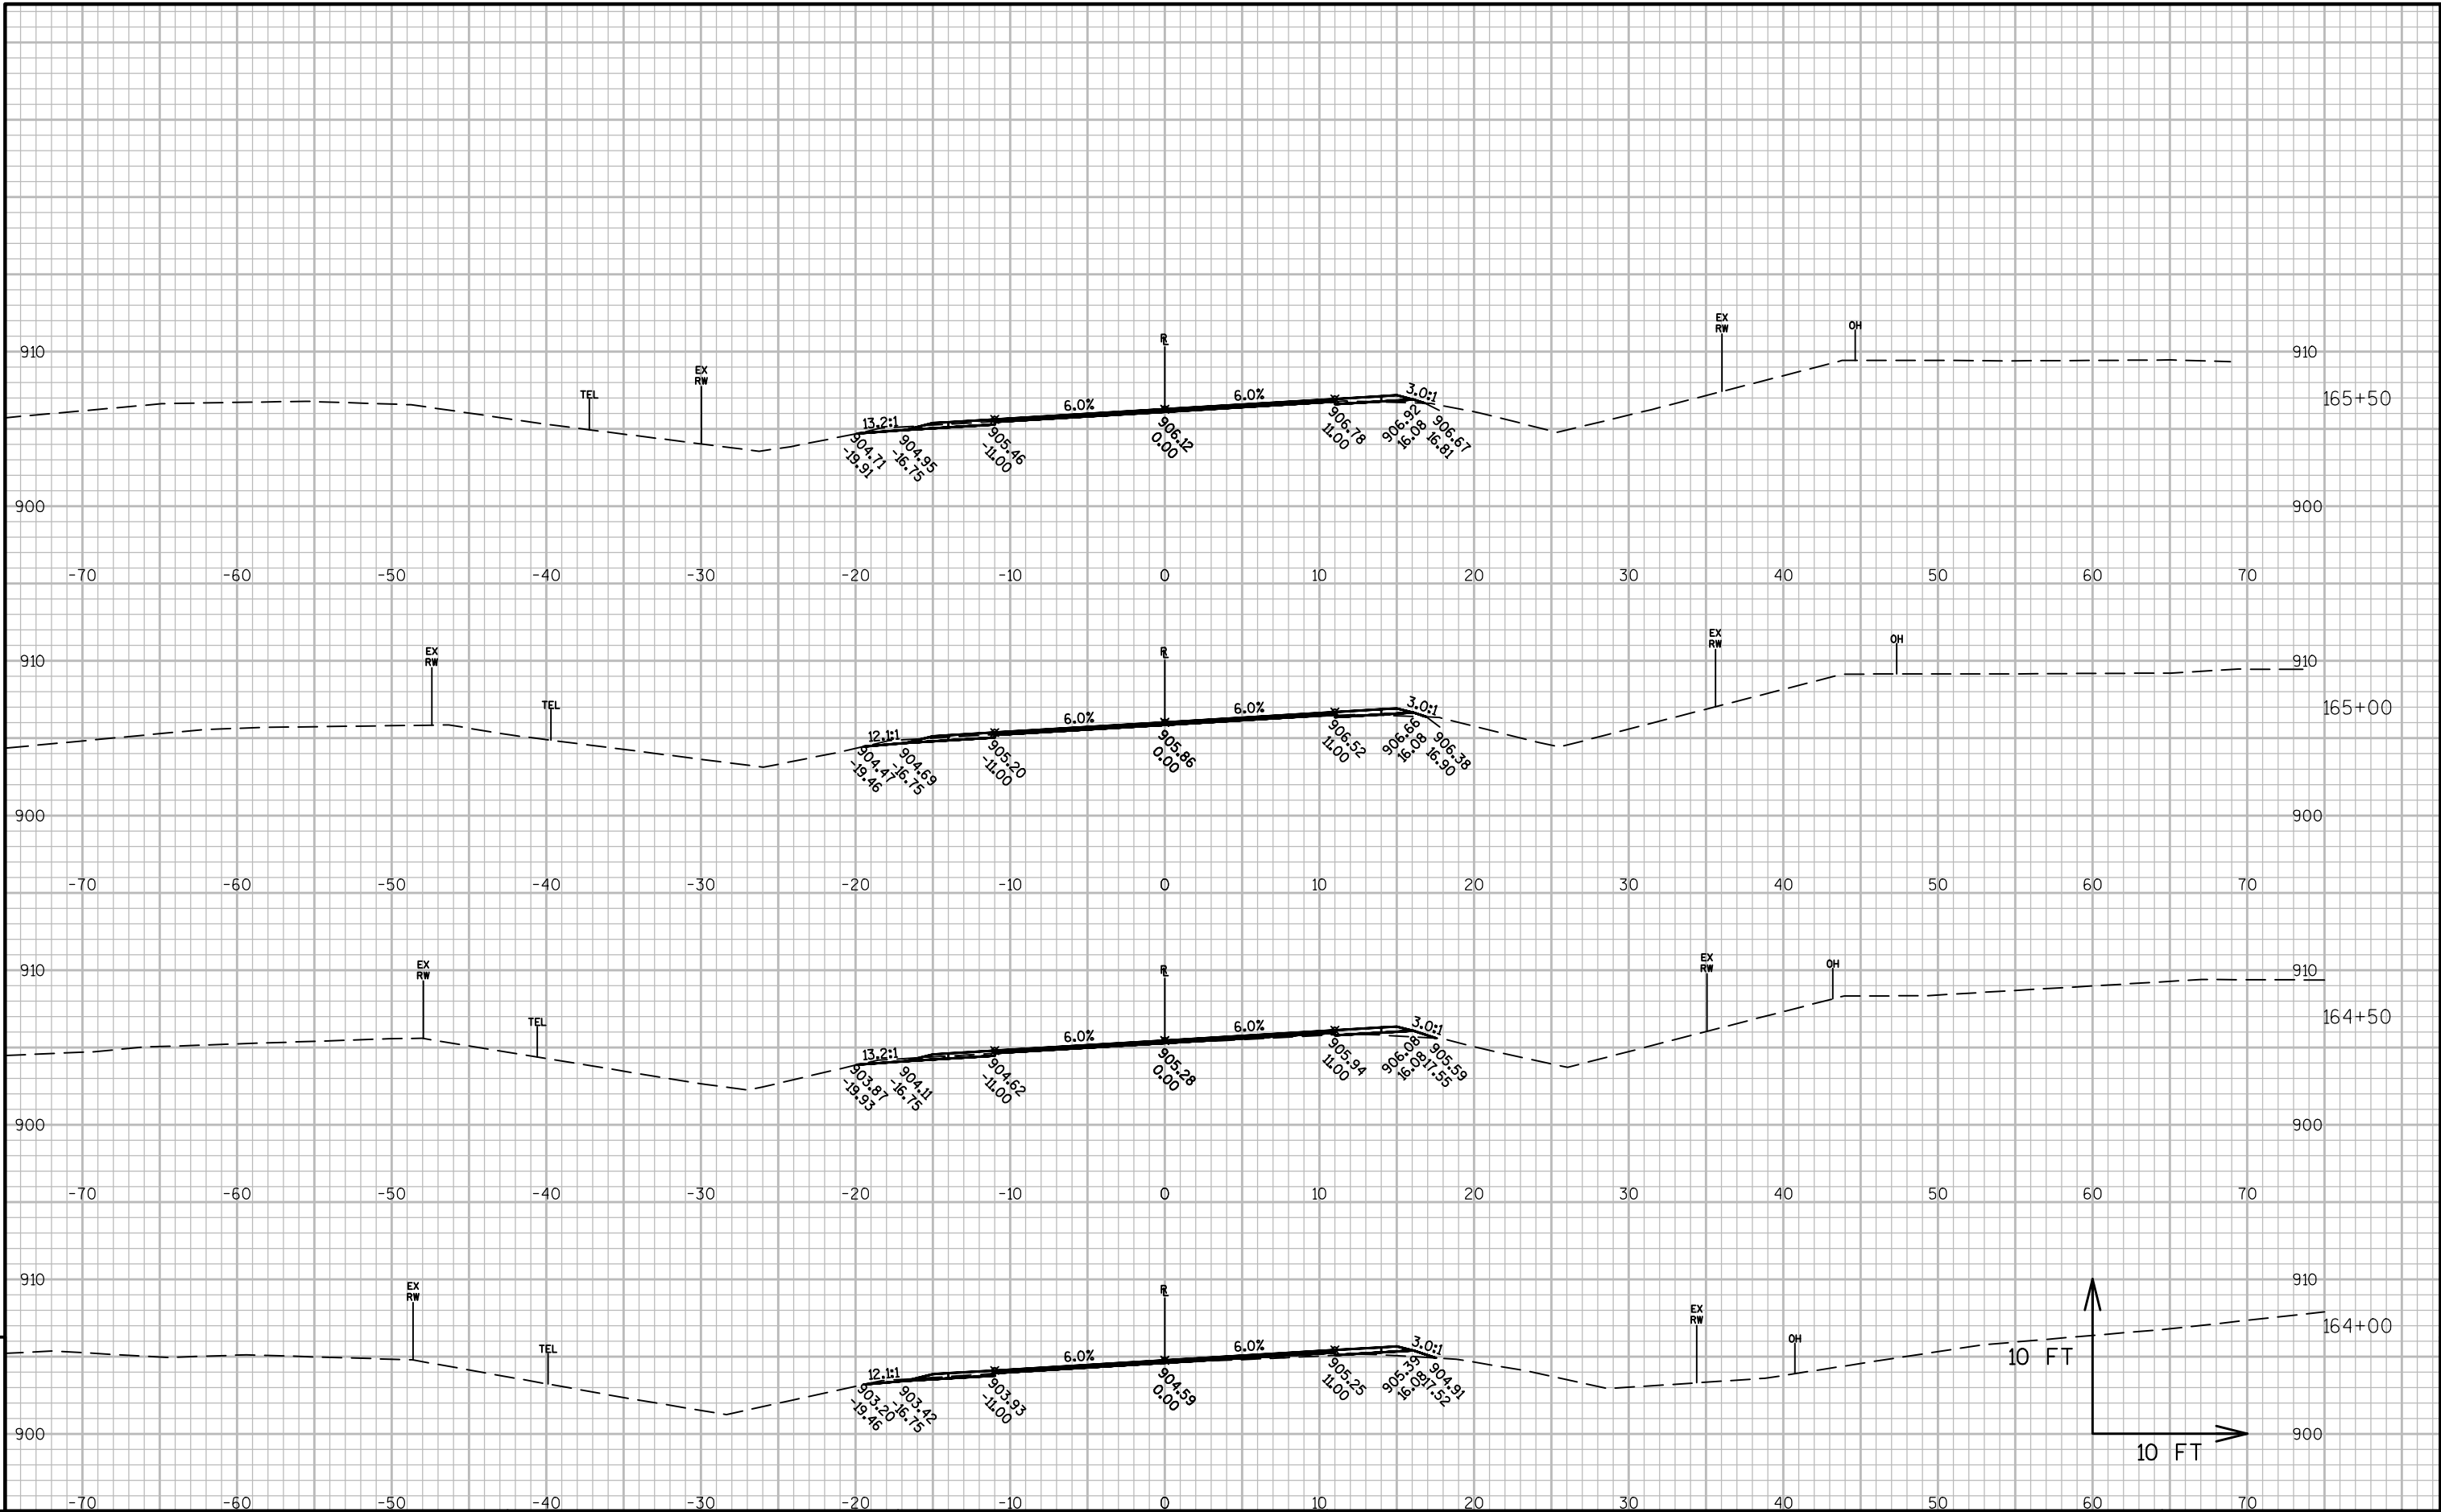 EX
RW
OH
R
910
TEL
EX
RW
6.0%
6.0%
3.0:1
910
165+50
13.2:1
904.71
-19.91
904.95
-16.75
905.46
-11.00
906.12
0.00
906.78
11.00
906.92
16.08
906.67
16.81
900
900
-70 -60 -50 -40 -30 -20 -10 0 10 20 30 40 50 60 70
EX
RW
OH
EX
RW
R
910
910
TEL
6.0%
6.0%
3.0:1
165+00
12.1:1
904.47
-19.46
904.69
-16.75
905.20
-11.00
905.86
0.00
906.52
11.00
906.66
16.08
906.38
16.90
900
900
-70 -60 -50 -40 -30 -20 -10 0 10 20 30 40 50 60 70
EX
RW
EX
RW
OH
R
910
910
TEL
6.0%
6.0%
3.0:1
164+50
13.2:1
903.87
-19.93
904.11
-16.75
904.62
-11.00
905.28
0.00
905.94
11.00
906.08
16.08
905.59
17.55
900
900
-70 -60 -50 -40 -30 -20 -10 0 10 20 30 40 50 60 70
910
EX
RW
R
910
EX
RW
OH
TEL
6.0%
6.0%
3.0:1
164+00
12.1:1
903.20
-19.46
903.42
-16.75
903.93
-11.00
904.59
0.00
905.25
11.00
905.39
16.08
904.91
17.52
10 FT
900
900
10 FT
-70 -60 -50 -40 -30 -20 -10 0 10 20 30 40 50 60 70